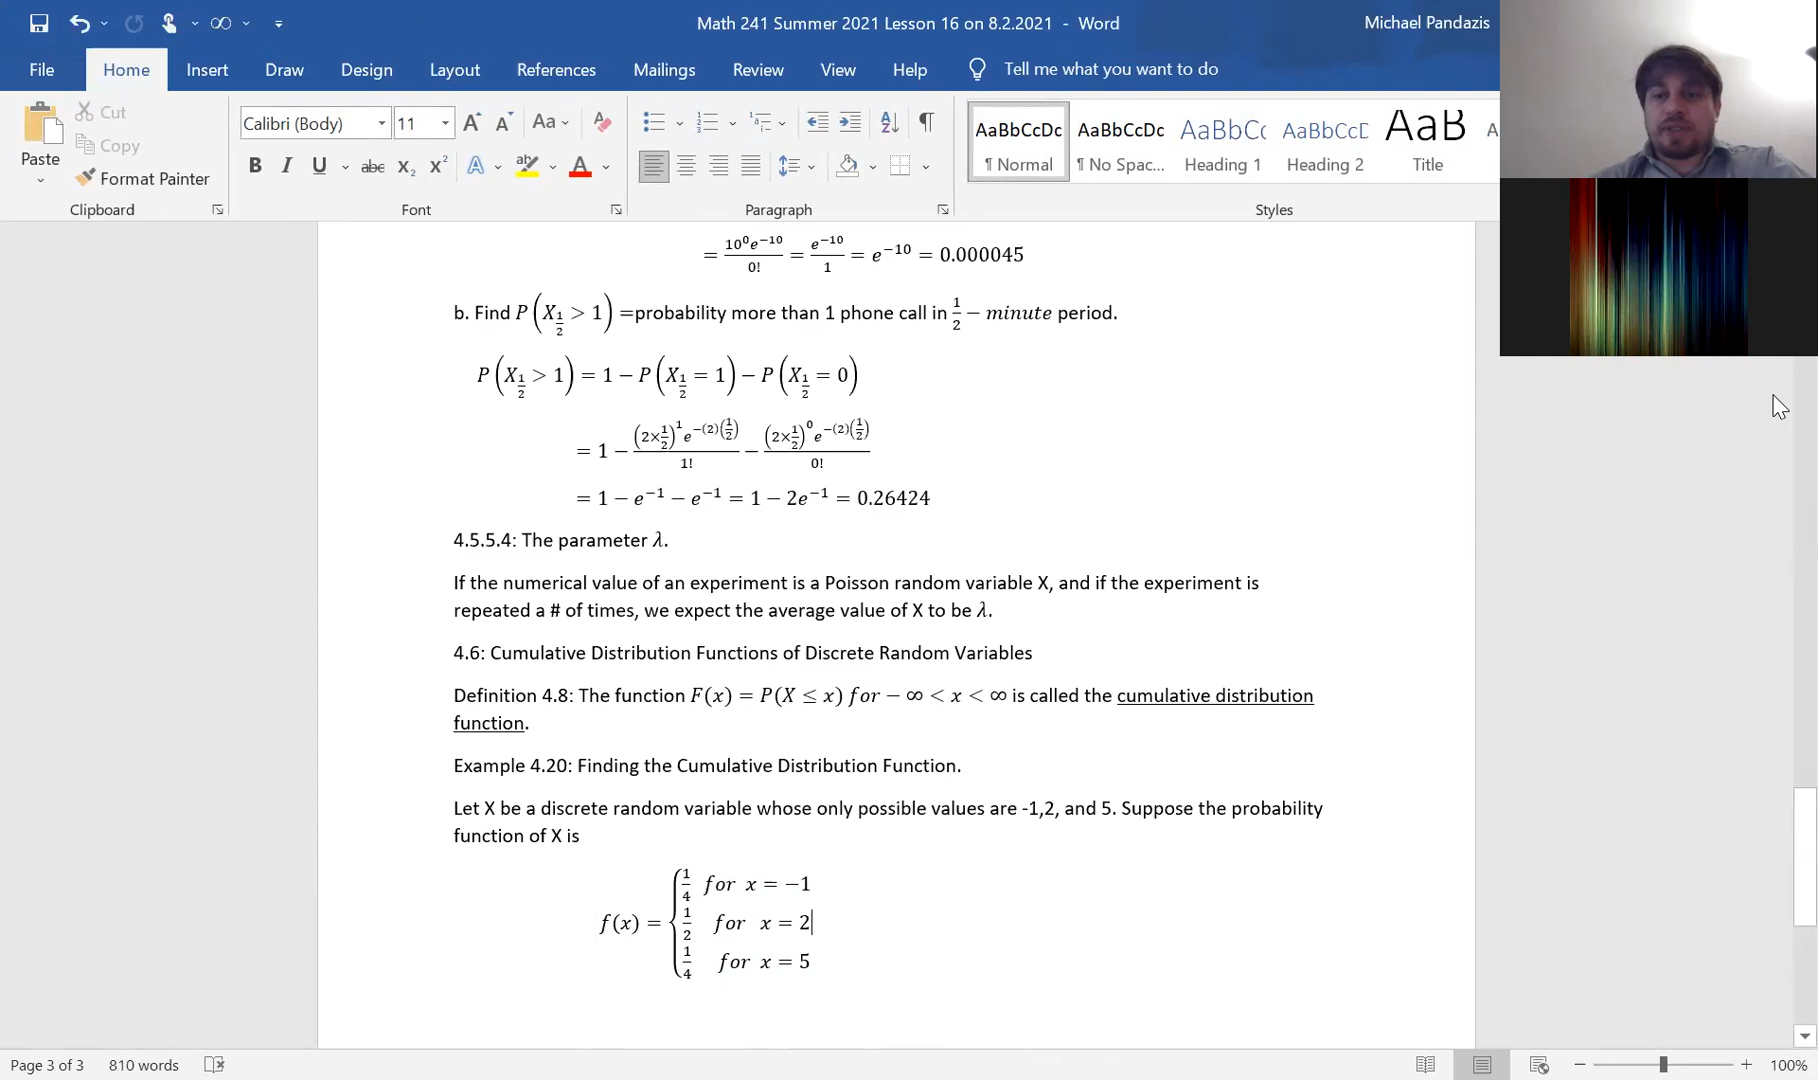 Math 241 Summer 2021 Lesson 16 on 8.2.2021 - Word
Michael Pandazis
File Home Insert Draw Design Layout References Mailings Review View Help Tell me what you want to do
Paste
Cut
Copy
Format Painter
Clipboard
Calibri (Body) 11 Aa
B I U abc X₂ X² A A
Font
Paragraph
AaBbCcDc AaBbCcDc AaBbCc AaBbCcD AaB
¶ Normal ¶ No Spac... Heading 1 Heading 2 Title
Styles
= 10⁰e⁻¹⁰/0! = e⁻¹⁰/1 = e⁻¹⁰ = 0.000045
b. Find P(X_{1/2} > 1) =probability more than 1 phone call in 1/2 − minute period.
P(X_{1/2} > 1) = 1 − P(X_{1/2} = 1) − P(X_{1/2} = 0)
= 1 − (2×1/2)¹e^{−(2)(1/2)}/1! − (2×1/2)⁰e^{−(2)(1/2)}/0!
= 1 − e⁻¹ − e⁻¹ = 1 − 2e⁻¹ = 0.26424
4.5.5.4: The parameter λ.
If the numerical value of an experiment is a Poisson random variable X, and if the experiment is
repeated a # of times, we expect the average value of X to be λ.
4.6: Cumulative Distribution Functions of Discrete Random Variables
Definition 4.8: The function F(x) = P(X ≤ x) for − ∞ < x < ∞ is called the cumulative distribution
function.
Example 4.20: Finding the Cumulative Distribution Function.
Let X be a discrete random variable whose only possible values are -1,2, and 5. Suppose the probability
function of X is
1/4 for x = −1
f(x) = { 1/2 for x = 2
1/4 for x = 5
Page 3 of 3 810 words 100%